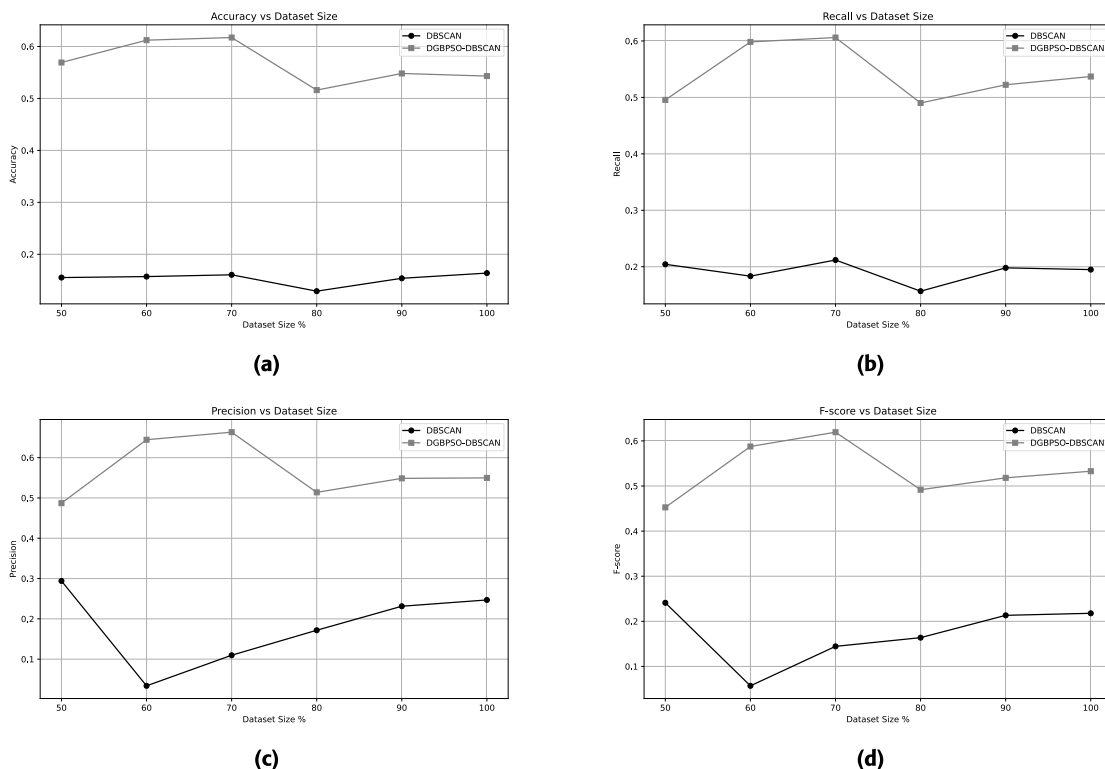 Accuracy vs Dataset Size
DBSCAN
DGBPSO-DBSCAN
0.6
0.5
0.4
0.3
0.2
Accuracy
50 60 70 80 90 100
Dataset Size %
(a)
Recall vs Dataset Size
DBSCAN
DGBPSO-DBSCAN
0.6
0.5
0.4
0.3
0.2
Recall
50 60 70 80 90 100
Dataset Size %
(b)
Precision vs Dataset Size
DBSCAN
DGBPSO-DBSCAN
0.6
0.5
0.4
0.3
0.2
0.1
Precision
50 60 70 80 90 100
Dataset Size %
(c)
F-score vs Dataset Size
DBSCAN
DGBPSO-DBSCAN
0.6
0.5
0.4
0.3
0.2
0.1
F-score
50 60 70 80 90 100
Dataset Size %
(d)